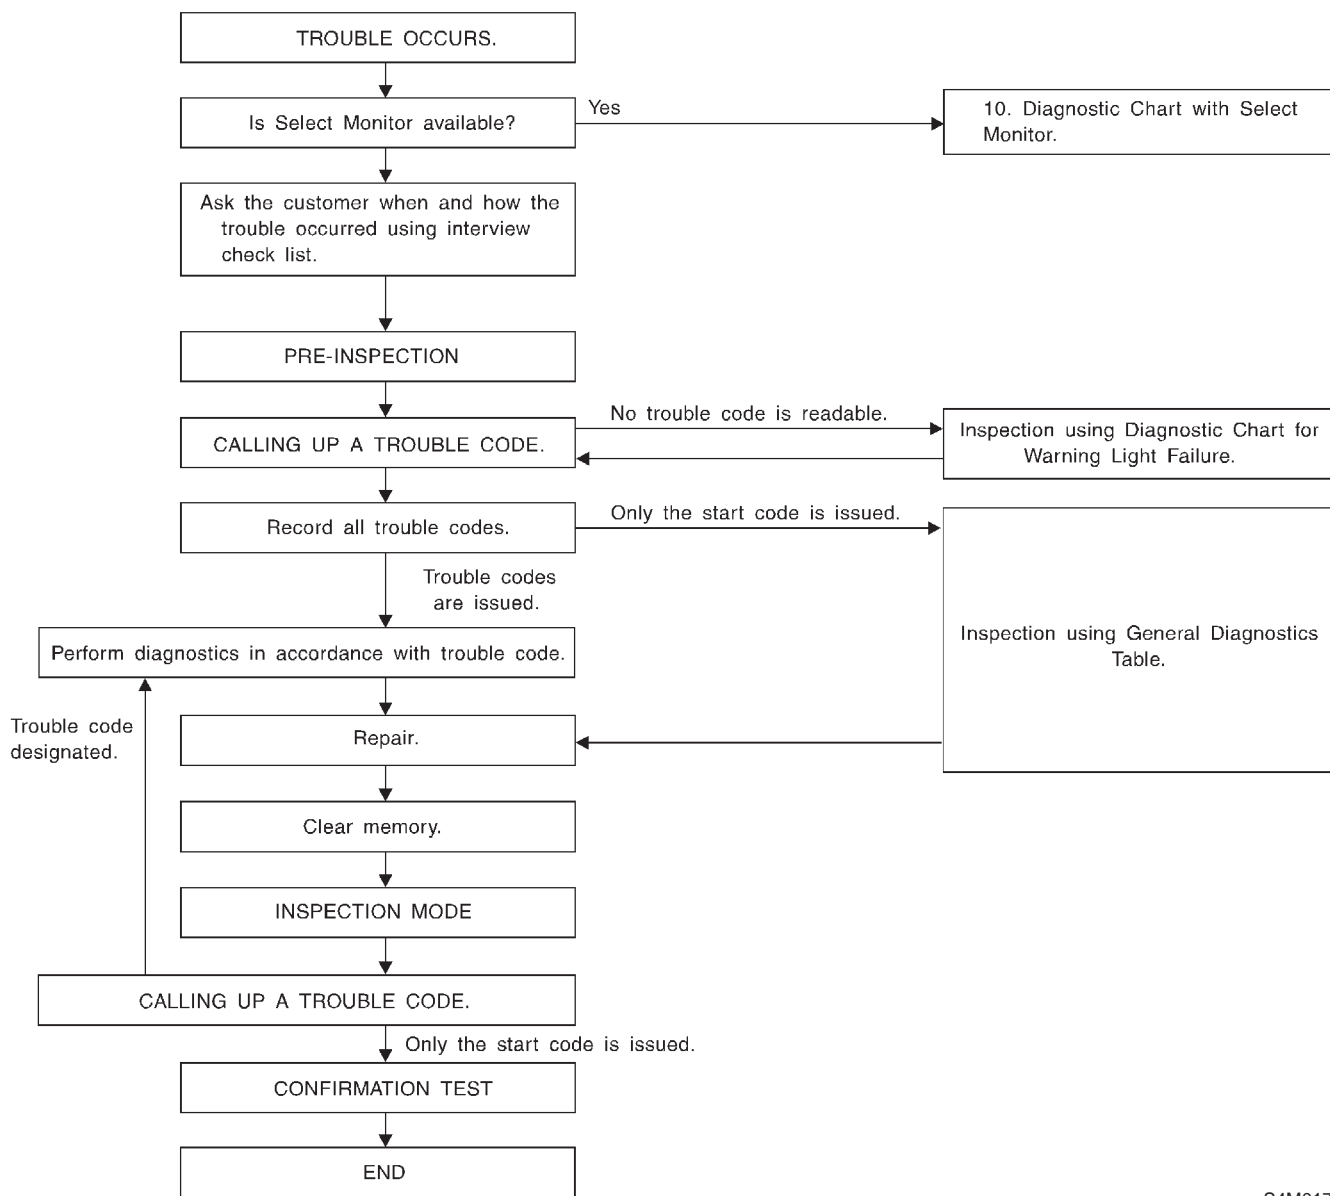 TROUBLE OCCURS.
Is Select Monitor available?
Yes
10. Diagnostic Chart with Select
Monitor.
Ask the customer when and how the
trouble occurred using interview
check list.
PRE-INSPECTION
CALLING UP A TROUBLE CODE.
No trouble code is readable.
Inspection using Diagnostic Chart for
Warning Light Failure.
Record all trouble codes.
Only the start code is issued.
Inspection using General Diagnostics
Table.
Trouble codes
are issued.
Perform diagnostics in accordance with trouble code.
Trouble code
designated.
Repair.
Clear memory.
INSPECTION MODE
CALLING UP A TROUBLE CODE.
Only the start code is issued.
CONFIRMATION TEST
END